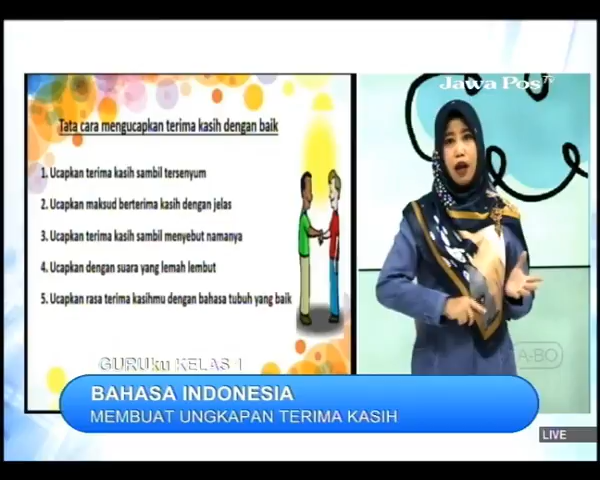 Jawa Pos TV
Tata cara mengucapkan terima kasih dengan baik
1. Ucapkan terima kasih sambil tersenyum
2. Ucapkan maksud berterima kasih dengan jelas
3. Ucapkan terima kasih sambil menyebut namanya
4. Ucapkan dengan suara yang lemah lembut
5. Ucapkan rasa terima kasihmu dengan bahasa tubuh yang baik
GURUku KELAS 1
BAHASA INDONESIA
MEMBUAT UNGKAPAN TERIMA KASIH
A-BO
LIVE